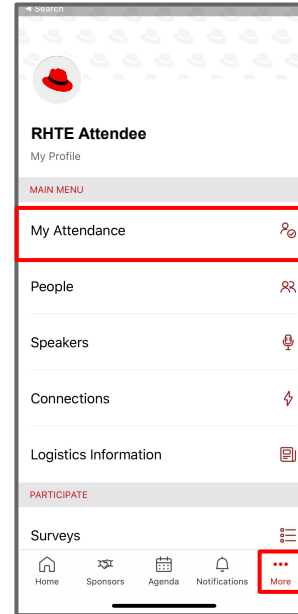 ◂ Search
RHTE Attendee
My Profile
MAIN MENU
My Attendance
People
Speakers
Connections
Logistics Information
PARTICIPATE
Surveys
Home Sponsors Agenda Notifications More